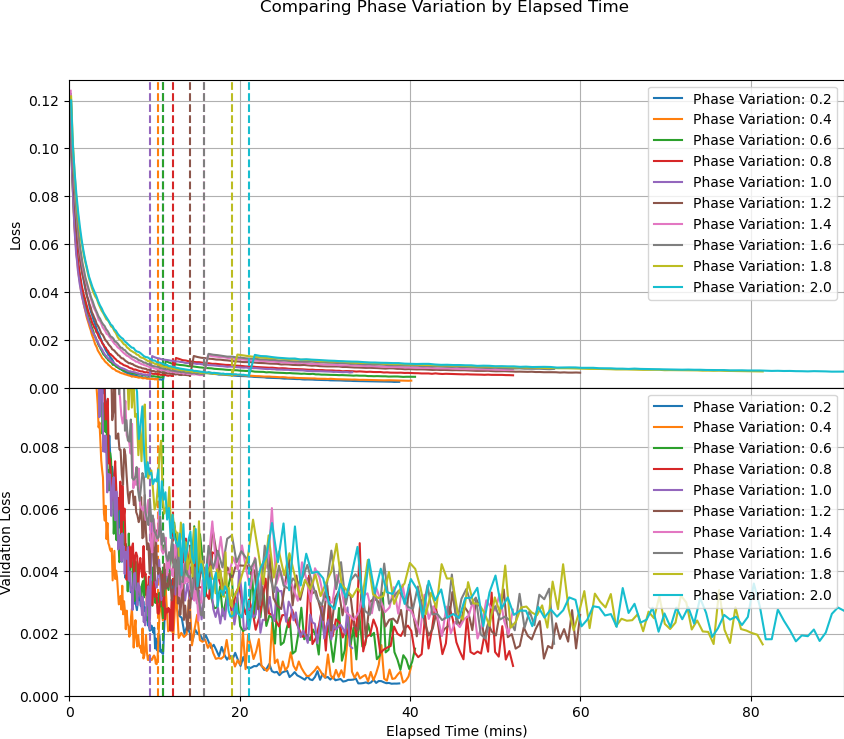 Comparing Phase Variation by Elapsed Time
0.12
0.10
0.08
0.06
0.04
0.02
0.00
Loss
Phase Variation: 0.2
Phase Variation: 0.4
Phase Variation: 0.6
Phase Variation: 0.8
Phase Variation: 1.0
Phase Variation: 1.2
Phase Variation: 1.4
Phase Variation: 1.6
Phase Variation: 1.8
Phase Variation: 2.0
0.008
0.006
0.004
0.002
0.000
Validation Loss
Phase Variation: 0.2
Phase Variation: 0.4
Phase Variation: 0.6
Phase Variation: 0.8
Phase Variation: 1.0
Phase Variation: 1.2
Phase Variation: 1.4
Phase Variation: 1.6
Phase Variation: 1.8
Phase Variation: 2.0
0 20 40 60 80
Elapsed Time (mins)